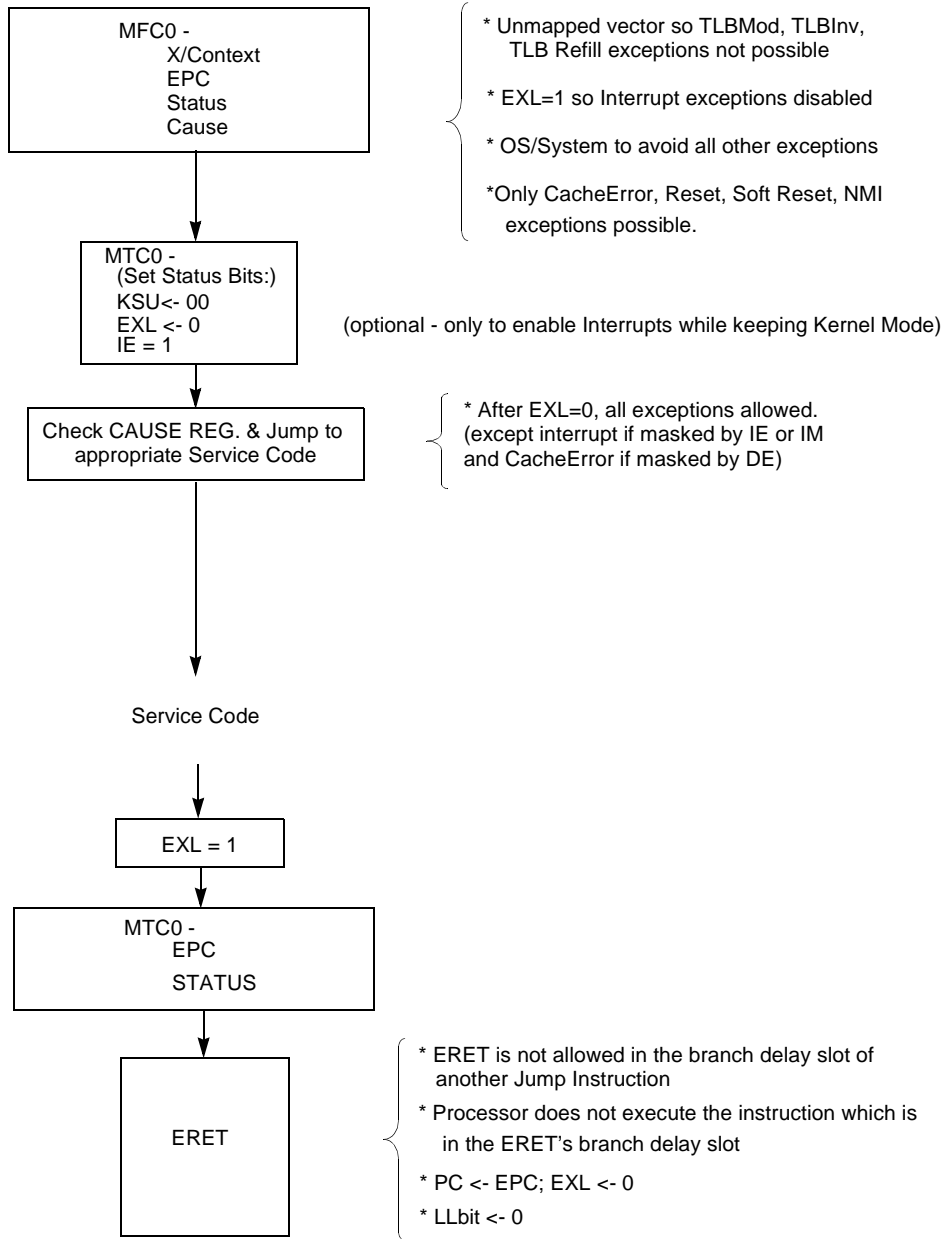 MFC0 -
X/Context
EPC
Status
Cause
* Unmapped vector so TLBMod, TLBInv,
TLB Refill exceptions not possible
* EXL=1 so Interrupt exceptions disabled
* OS/System to avoid all other exceptions
*Only CacheError, Reset, Soft Reset, NMI
exceptions possible.
MTC0 -
(Set Status Bits:)
KSU<- 00
EXL <- 0
IE = 1
(optional - only to enable Interrupts while keeping Kernel Mode)
Check CAUSE REG. & Jump to
appropriate Service Code
* After EXL=0, all exceptions allowed.
(except interrupt if masked by IE or IM
and CacheError if masked by DE)
Service Code
EXL = 1
MTC0 -
EPC
STATUS
ERET
* ERET is not allowed in the branch delay slot of
another Jump Instruction
* Processor does not execute the instruction which is
in the ERET's branch delay slot
* PC <- EPC; EXL <- 0
* LLbit <- 0